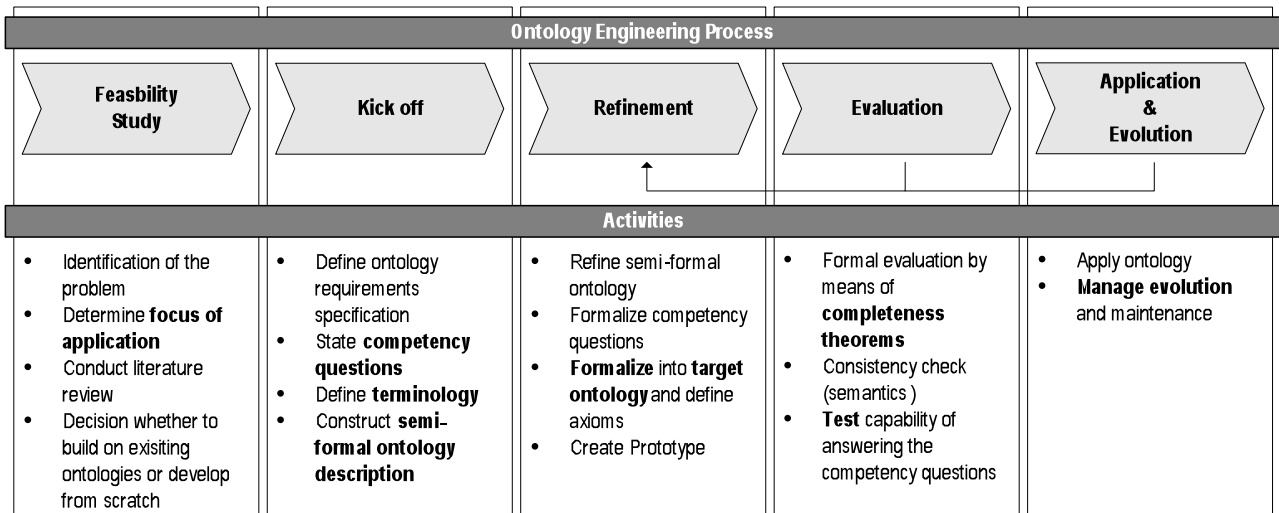 Ontology Engineering Process
Feasbility
Study
Kick off
Refinement
Evaluation
Application
&
Evolution
Activities
• Identification of the
problem
• Determine focus of
application
• Conduct literature
review
• Decision whether to
build on exisiting
ontologies or develop
from scratch
• Define ontology
requirements
specification
• State competency
questions
• Define terminology
• Construct semi-
formal ontology
description
• Refine semi-formal
ontology
• Formalize competency
questions
• Formalize into target
ontology and define
axioms
• Create Prototype
• Formal evaluation by
means of
completeness
theorems
• Consistency check
(semantics )
• Test capability of
answering the
competency questions
• Apply ontology
• Manage evolution
and maintenance